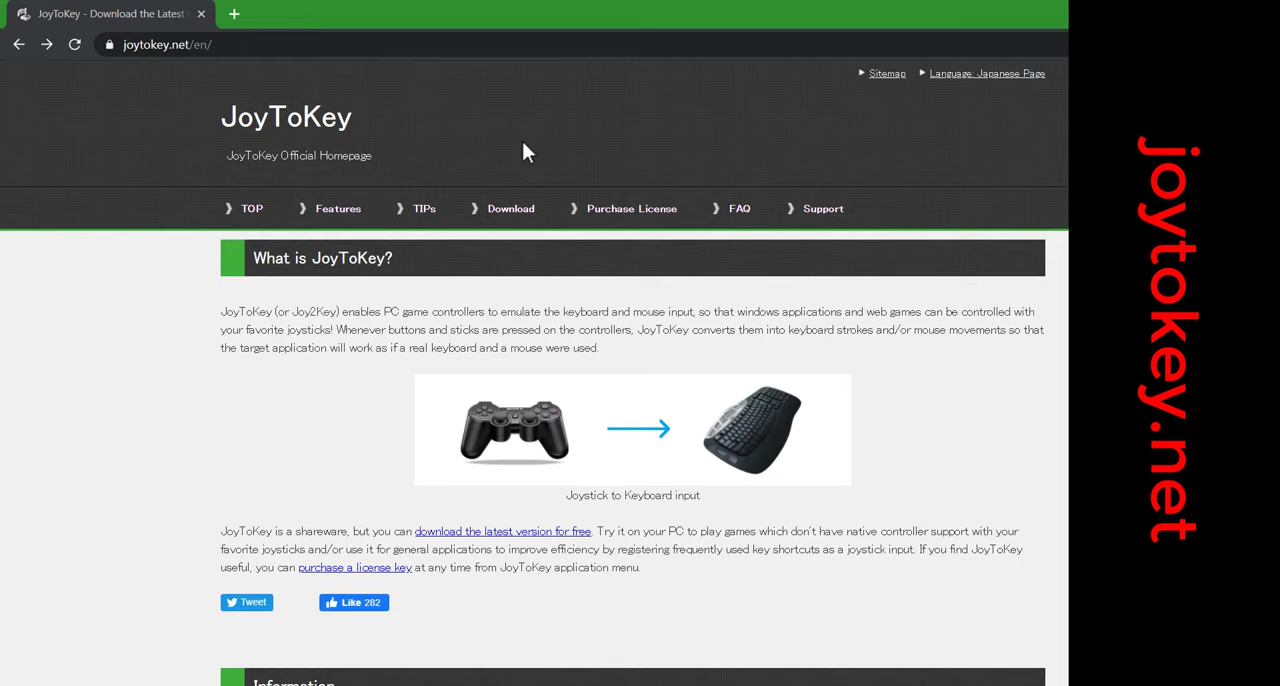 JoyToKey - Download the Latest
joytokey.net/en/
Sitemap
Language: Japanese Page
JoyToKey
JoyToKey Official Homepage
TOP
Features
TIPs
Download
Purchase License
FAQ
Support
What is JoyToKey?
JoyToKey (or Joy2Key) enables PC game controllers to emulate the keyboard and mouse input, so that windows applications and web games can be controlled with
your favorite joysticks! Whenever buttons and sticks are pressed on the controllers, JoyToKey converts them into keyboard strokes and/or mouse movements so that
the target application will work as if a real keyboard and a mouse were used.
Joystick to Keyboard input
JoyToKey is a shareware, but you can download the latest version for free. Try it on your PC to play games which don't have native controller support with your
favorite joysticks and/or use it for general applications to improve efficiency by registering frequently used key shortcuts as a joystick input. If you find JoyToKey
useful, you can purchase a license key at any time from JoyToKey application menu.
Tweet
Like 282
Information
joytokey.net